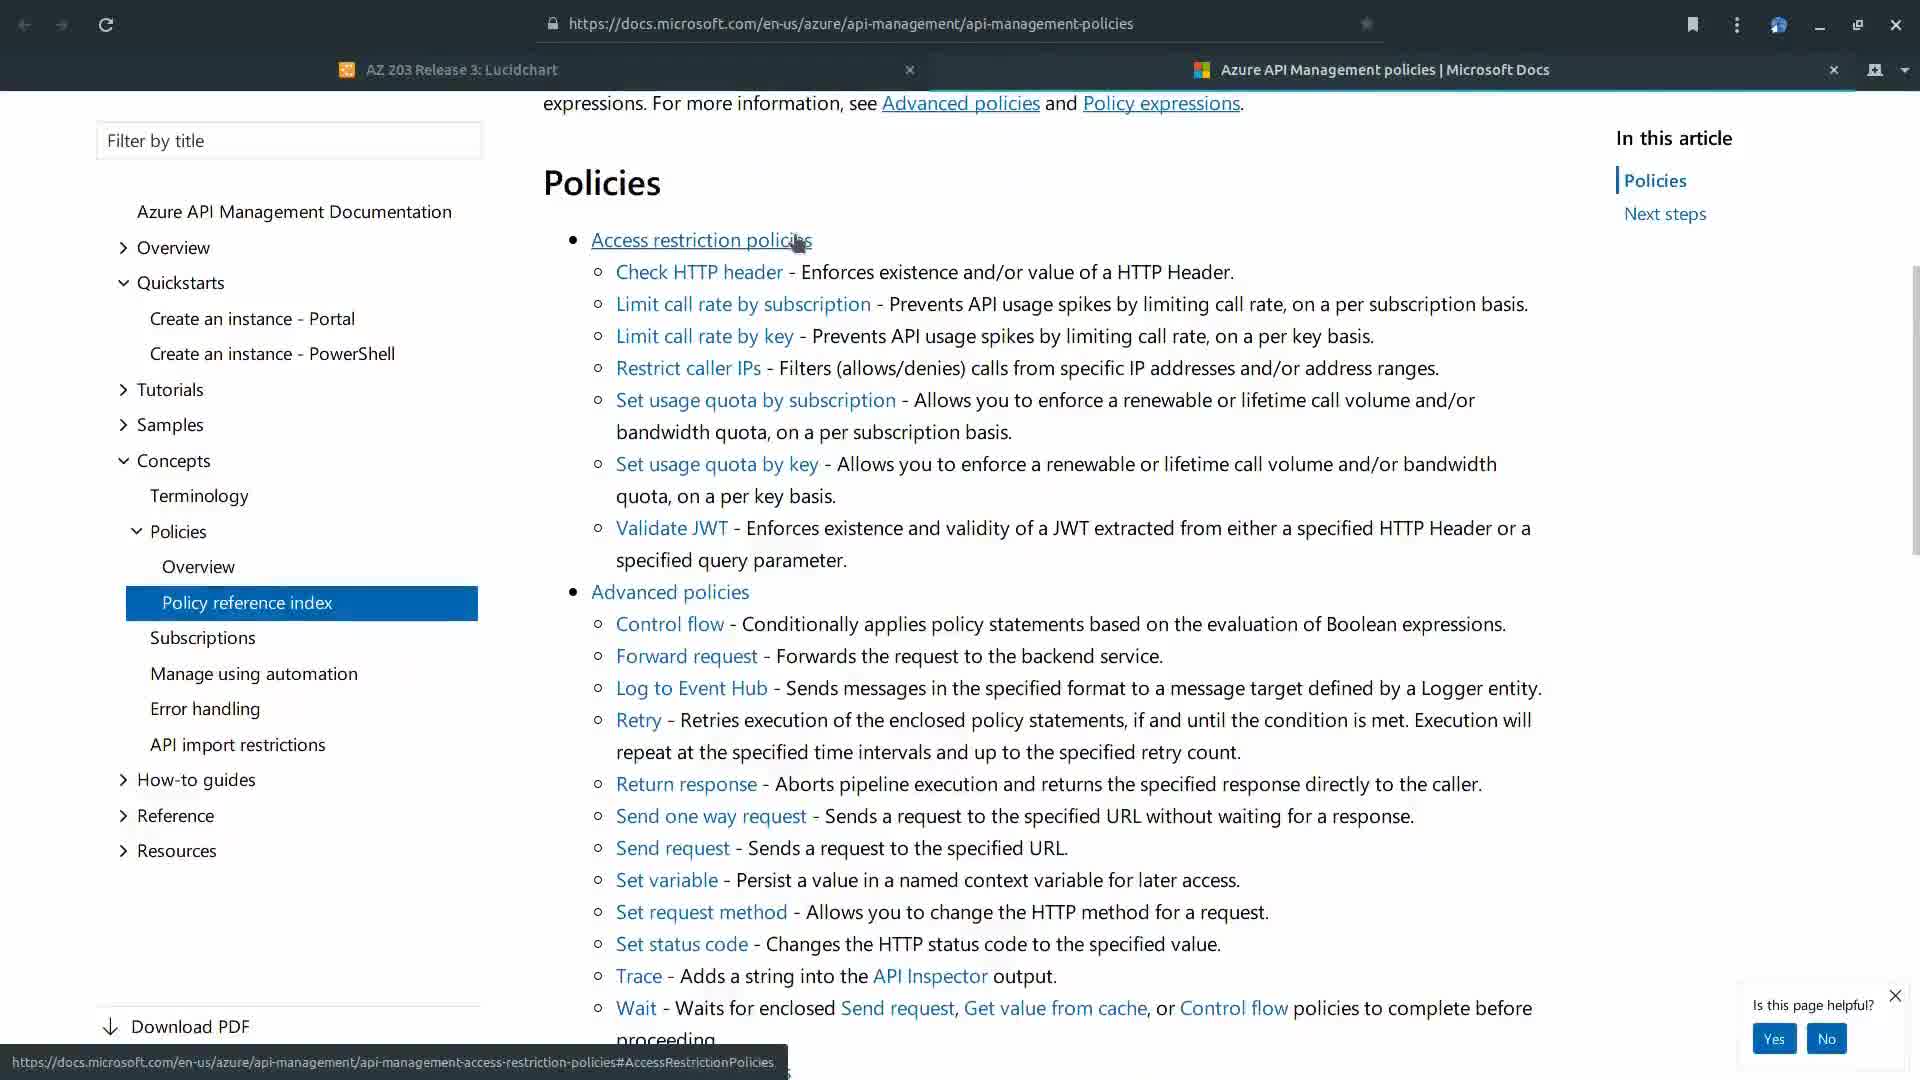 https://docs.microsoft.com/en-us/azure/api-management/api-management-policies
AZ 203 Release 3: Lucidchart
Azure API Management policies | Microsoft Docs
expressions. For more information, see Advanced policies and Policy expressions.
Filter by title
Azure API Management Documentation
Overview
Quickstarts
Create an instance - Portal
Create an instance - PowerShell
Tutorials
Samples
Concepts
Terminology
Policies
Overview
Policy reference index
Subscriptions
Manage using automation
Error handling
API import restrictions
How-to guides
Reference
Resources
Download PDF
Policies
Access restriction policies
Check HTTP header - Enforces existence and/or value of a HTTP Header.
Limit call rate by subscription - Prevents API usage spikes by limiting call rate, on a per subscription basis.
Limit call rate by key - Prevents API usage spikes by limiting call rate, on a per key basis.
Restrict caller IPs - Filters (allows/denies) calls from specific IP addresses and/or address ranges.
Set usage quota by subscription - Allows you to enforce a renewable or lifetime call volume and/or
bandwidth quota, on a per subscription basis.
Set usage quota by key - Allows you to enforce a renewable or lifetime call volume and/or bandwidth
quota, on a per key basis.
Validate JWT - Enforces existence and validity of a JWT extracted from either a specified HTTP Header or a
specified query parameter.
Advanced policies
Control flow - Conditionally applies policy statements based on the evaluation of Boolean expressions.
Forward request - Forwards the request to the backend service.
Log to Event Hub - Sends messages in the specified format to a message target defined by a Logger entity.
Retry - Retries execution of the enclosed policy statements, if and until the condition is met. Execution will
repeat at the specified time intervals and up to the specified retry count.
Return response - Aborts pipeline execution and returns the specified response directly to the caller.
Send one way request - Sends a request to the specified URL without waiting for a response.
Send request - Sends a request to the specified URL.
Set variable - Persist a value in a named context variable for later access.
Set request method - Allows you to change the HTTP method for a request.
Set status code - Changes the HTTP status code to the specified value.
Trace - Adds a string into the API Inspector output.
Wait - Waits for enclosed Send request, Get value from cache, or Control flow policies to complete before
proceeding.
In this article
Policies
Next steps
Is this page helpful?
Yes
No
https://docs.microsoft.com/en-us/azure/api-management/api-management-access-restriction-policies#AccessRestrictionPolicies